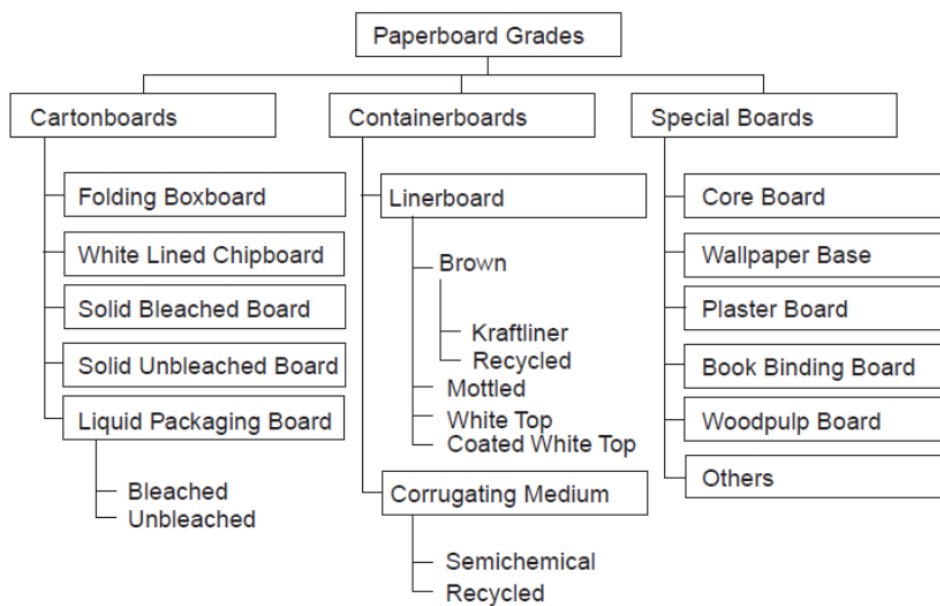 Paperboard Grades
Cartonboards
Folding Boxboard
White Lined Chipboard
Solid Bleached Board
Solid Unbleached Board
Liquid Packaging Board
Bleached
Unbleached
Containerboards
Linerboard
Brown
Kraftliner
Recycled
Mottled
White Top
Coated White Top
Corrugating Medium
Semichemical
Recycled
Special Boards
Core Board
Wallpaper Base
Plaster Board
Book Binding Board
Woodpulp Board
Others